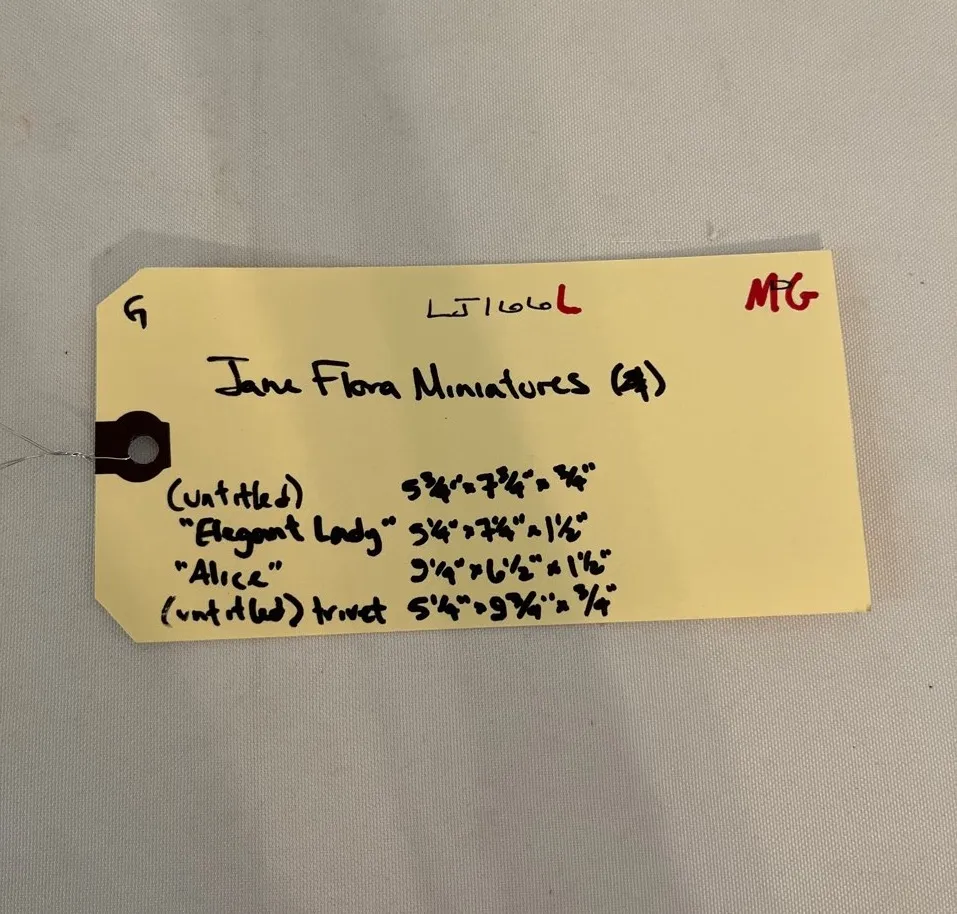 G LJ166L MG
Jane Flora Miniatures (4)
(untitled) 5¾" x 7¾" x ¾"
"Elegant Lady" 5¼" x 7¼" x 1½"
"Alice" 9¼" x 6½" x 1½"
(untitled) trivet 5¼" x 9¾" x ¾"